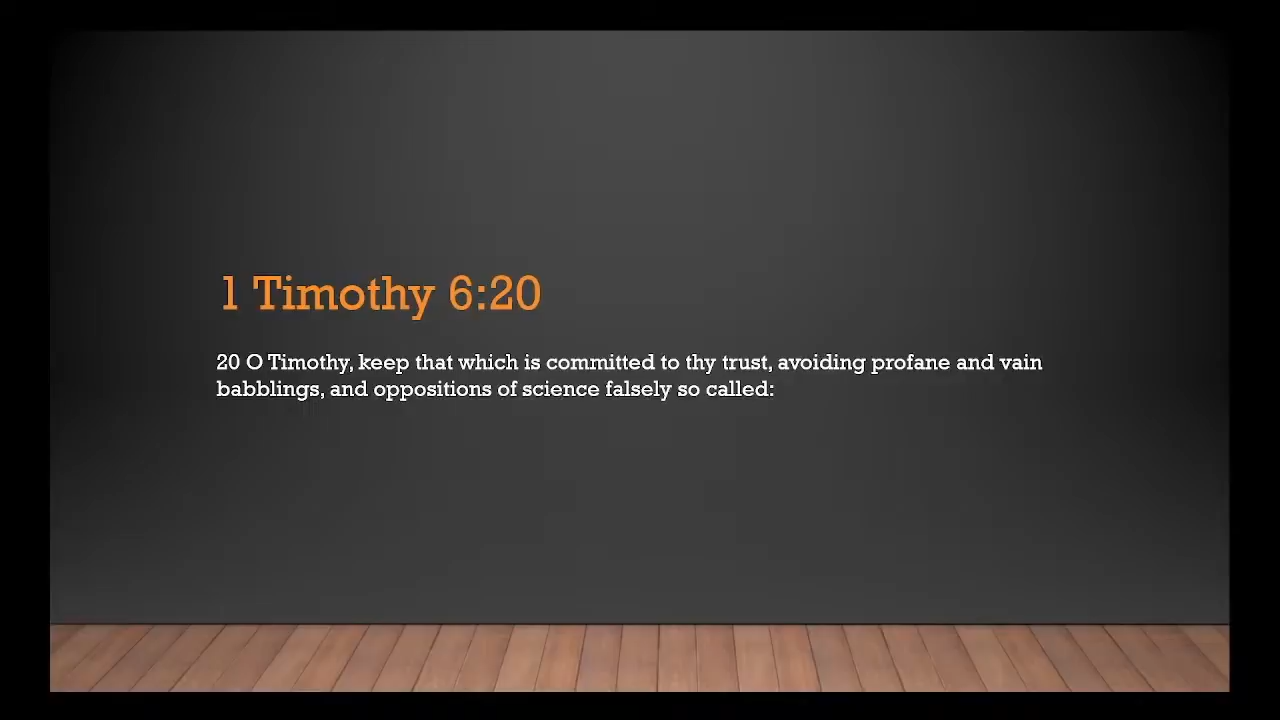 1 Timothy 6:20
20 O Timothy, keep that which is committed to thy trust, avoiding profane and vain
babblings, and oppositions of science falsely so called: